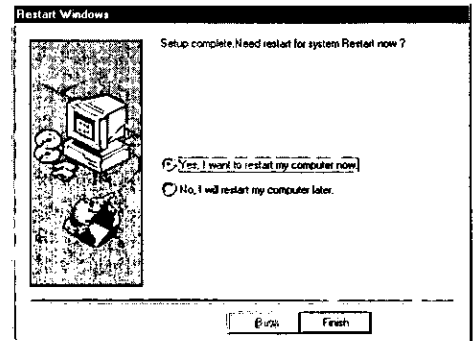 Restart Windows
Setup complete.Need restart for system Restart now ?
Yes, I want to restart my computer now.
No, I will restart my computer later.
Back
Finish